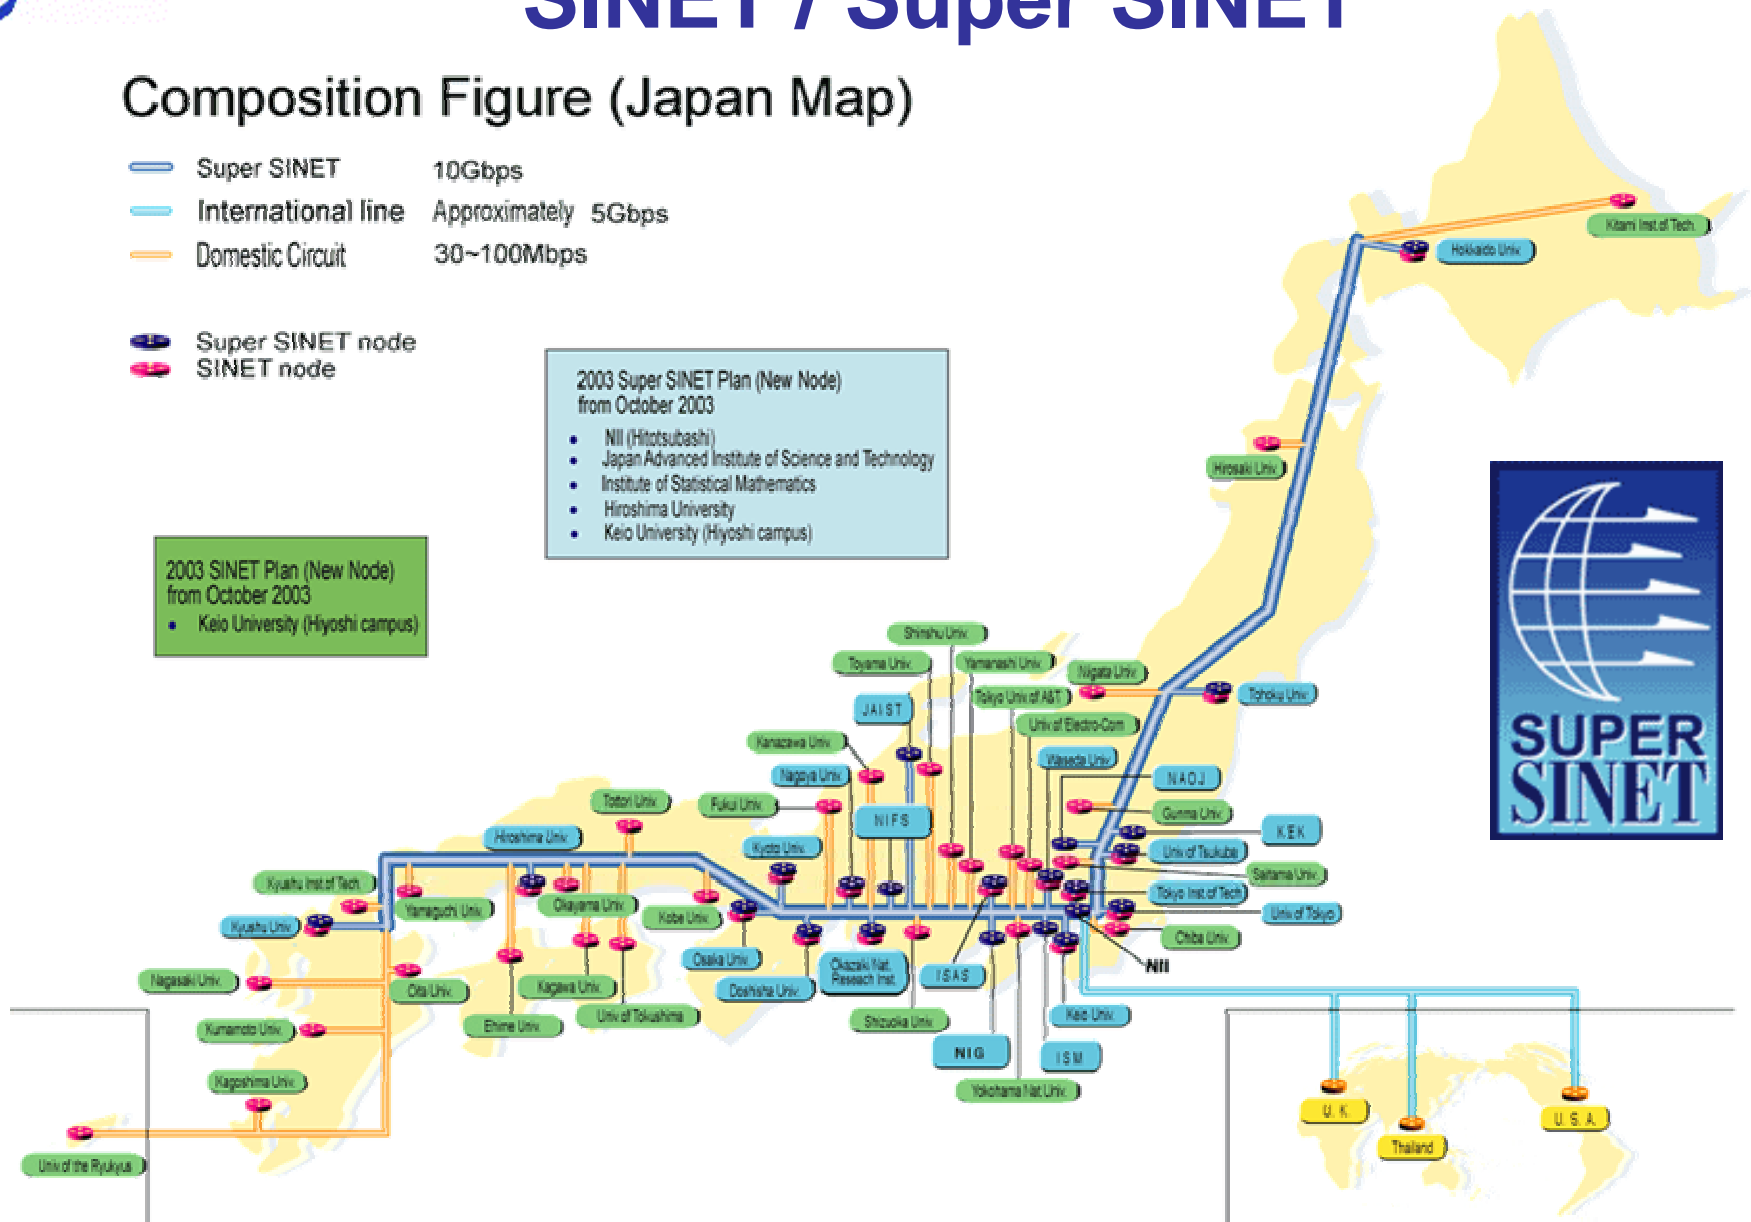 SINET / Super SINET
Composition Figure (Japan Map)
Super SINET 10Gbps
International line Approximately 5Gbps
Domestic Circuit 30~100Mbps
Super SINET node
SINET node
2003 Super SINET Plan (New Node)
from October 2003
• NII (Hitotsubashi)
• Japan Advanced Institute of Science and Technology
• Institute of Statistical Mathematics
• Hiroshima University
• Keio University (Hiyoshi campus)
2003 SINET Plan (New Node)
from October 2003
• Keio University (Hiyoshi campus)
Kitami Inst.of Tech.
Hokkaido Univ.
Hirosaki Univ.
SUPER
SINET
Shinshu Univ.
Toyama Univ.
Yamanashi Univ.
Niigata Univ.
Tohoku Univ.
Tokyo Univ of A&T
JAIST
Univ of Electro-Com
Kanazawa Univ.
Waseda Univ.
Nagoya Univ.
NAOJ
Tottori Univ.
Fukui Univ.
NIFS
Gunma Univ.
KEK
Hiroshima Univ.
Kyoto Univ.
Univ of Tsukuba
Saitama Univ.
Kyushu Inst.of Tech.
Tokyo Inst.of Tech
Yamaguchi Univ.
Okayama Univ.
Kobe Univ.
Univ of Tokyo
Kyushu Univ.
Chiba Univ.
Osaka Univ.
Okazaki Nat.
Reseach Inst.
ISAS
NII
Nagasaki Univ.
Oita Univ.
Kagawa Univ.
Doshisha Univ.
Kumamoto Univ.
Ehime Univ.
Univ of Tokushima
Shizuoka Univ.
Keio Univ.
NIG
ISM
Kagoshima Univ.
Yokohama Nat.Univ.
U. K.
U. S. A.
Thailand
Univ of the Ryukyus